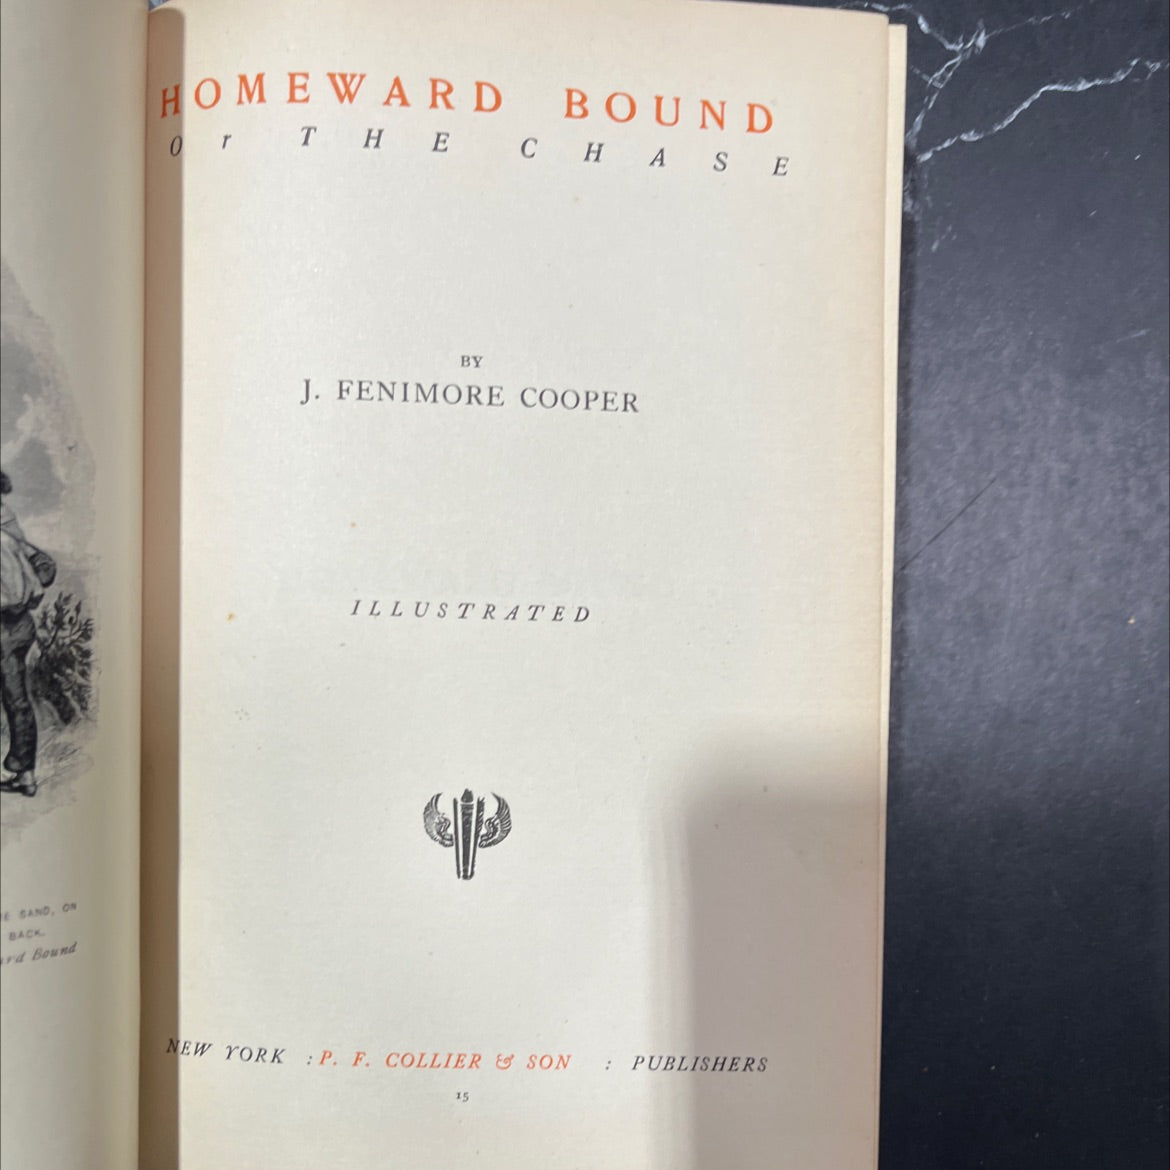 HOMEWARD BOUND
Or THE CHASE
BY
J. FENIMORE COOPER
ILLUSTRATED
SAND, ON
BACK.
Bound
NEW YORK : P. F. COLLIER & SON : PUBLISHERS
15